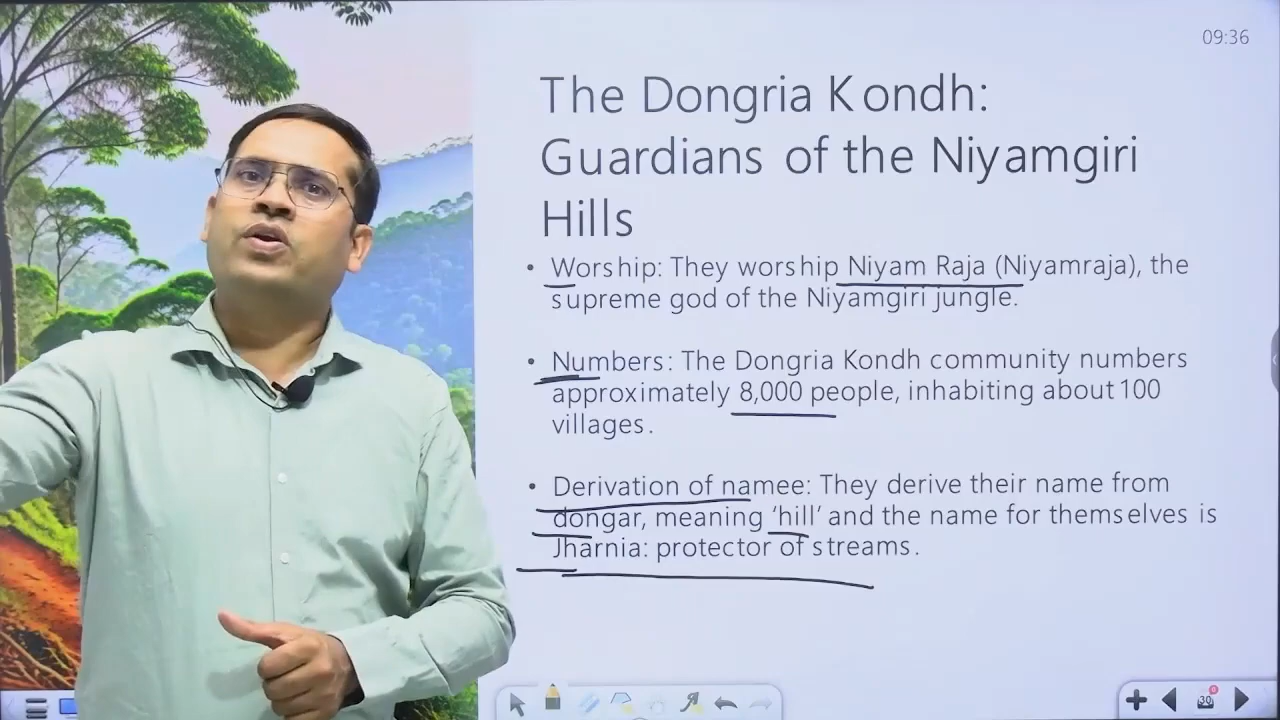 09:36
The Dongria Kondh:
Guardians of the Niyamgiri
Hills
• Worship: They worship Niyam Raja (Niyamraja), the
supreme god of the Niyamgiri jungle.
• Numbers: The Dongria Kondh community numbers
approximately 8,000 people, inhabiting about 100
villages.
• Derivation of namee: They derive their name from
dongar, meaning ‘hill’ and the name for themselves is
Jharnia: protector of streams.
30